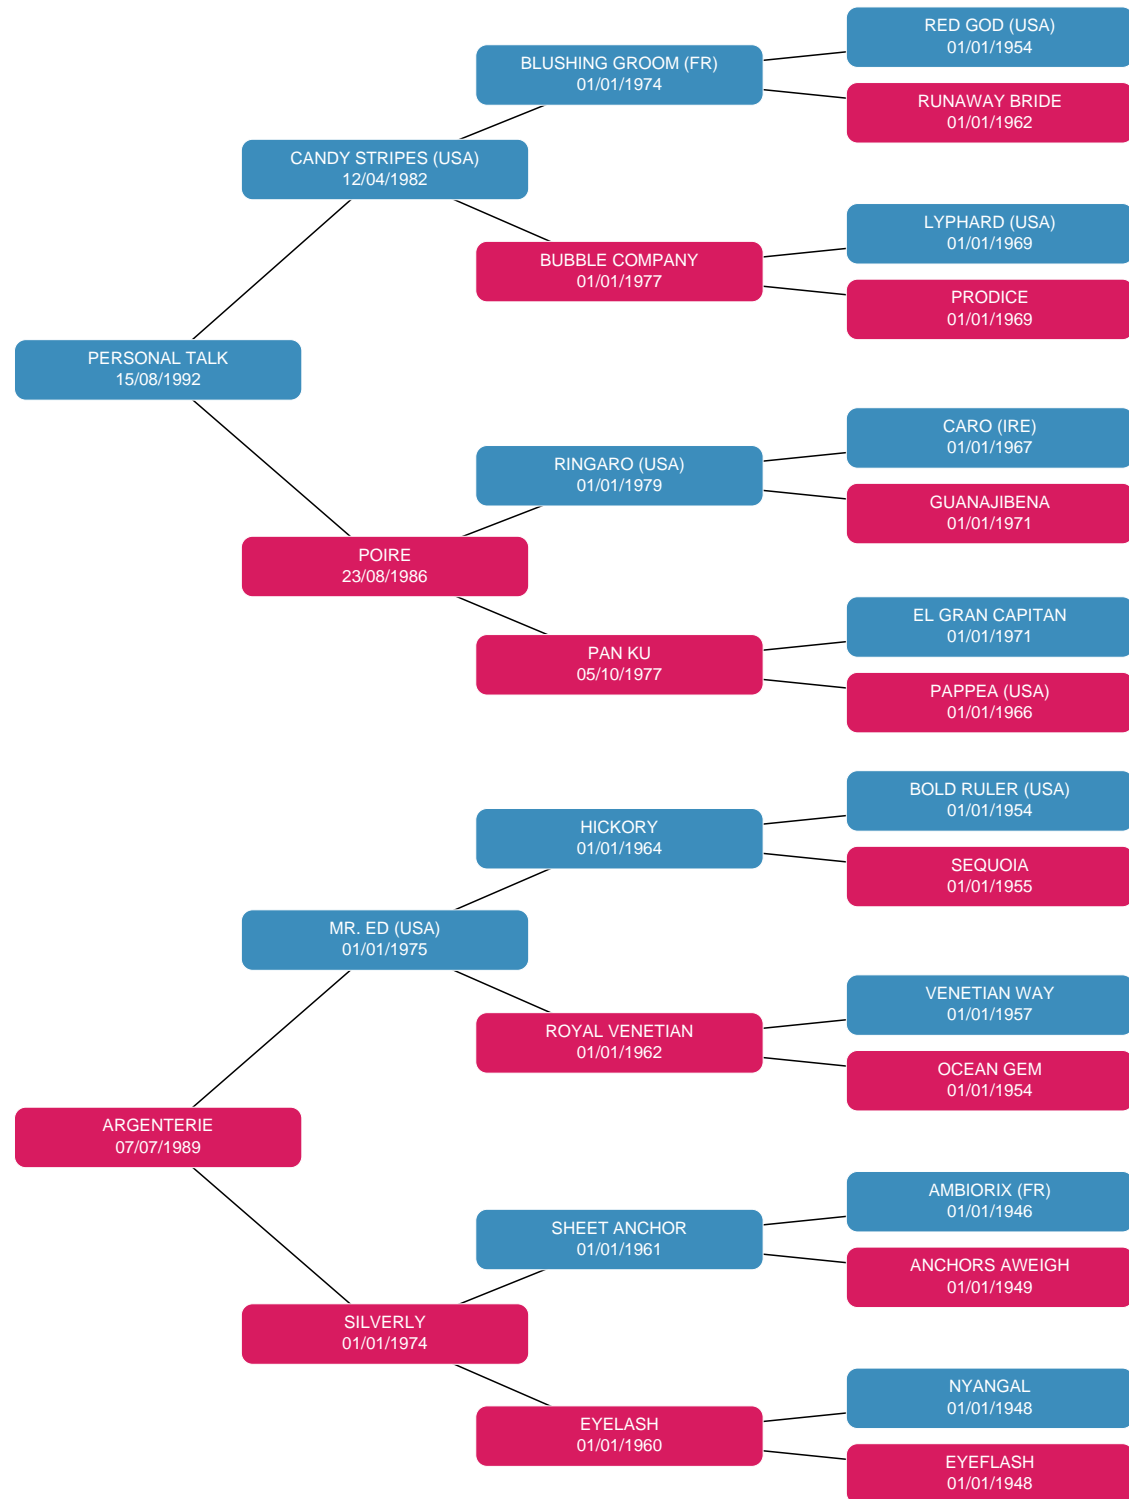 RED GOD (USA)
01/01/1954
BLUSHING GROOM (FR)
01/01/1974
RUNAWAY BRIDE
01/01/1962
CANDY STRIPES (USA)
12/04/1982
LYPHARD (USA)
01/01/1969
BUBBLE COMPANY
01/01/1977
PRODICE
01/01/1969
PERSONAL TALK
15/08/1992
CARO (IRE)
01/01/1967
RINGARO (USA)
01/01/1979
GUANAJIBENA
01/01/1971
POIRE
23/08/1986
EL GRAN CAPITAN
01/01/1971
PAN KU
05/10/1977
PAPPEA (USA)
01/01/1966
BOLD RULER (USA)
01/01/1954
HICKORY
01/01/1964
SEQUOIA
01/01/1955
MR. ED (USA)
01/01/1975
VENETIAN WAY
01/01/1957
ROYAL VENETIAN
01/01/1962
OCEAN GEM
01/01/1954
ARGENTERIE
07/07/1989
AMBIORIX (FR)
01/01/1946
SHEET ANCHOR
01/01/1961
ANCHORS AWEIGH
01/01/1949
SILVERLY
01/01/1974
NYANGAL
01/01/1948
EYELASH
01/01/1960
EYEFLASH
01/01/1948